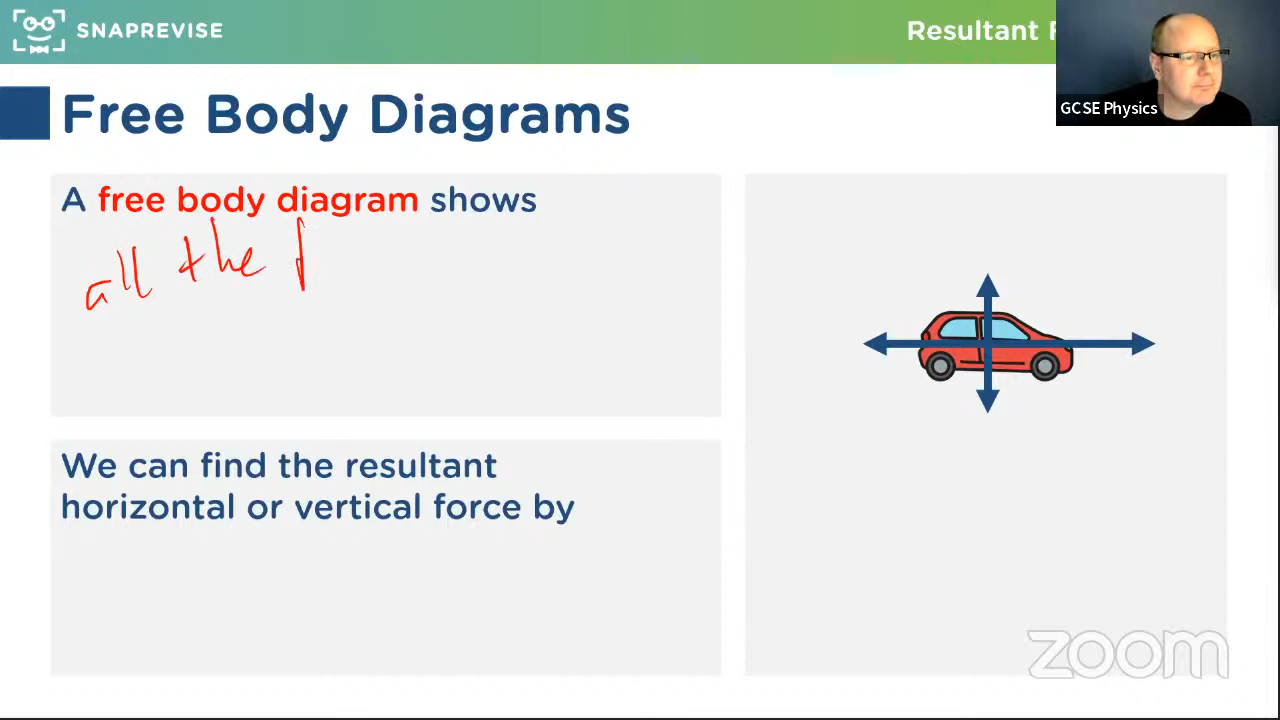 SNAPREVISE
Resultant
GCSE Physics
Free Body Diagrams
A free body diagram shows
all the
We can find the resultant
horizontal or vertical force by
zoom